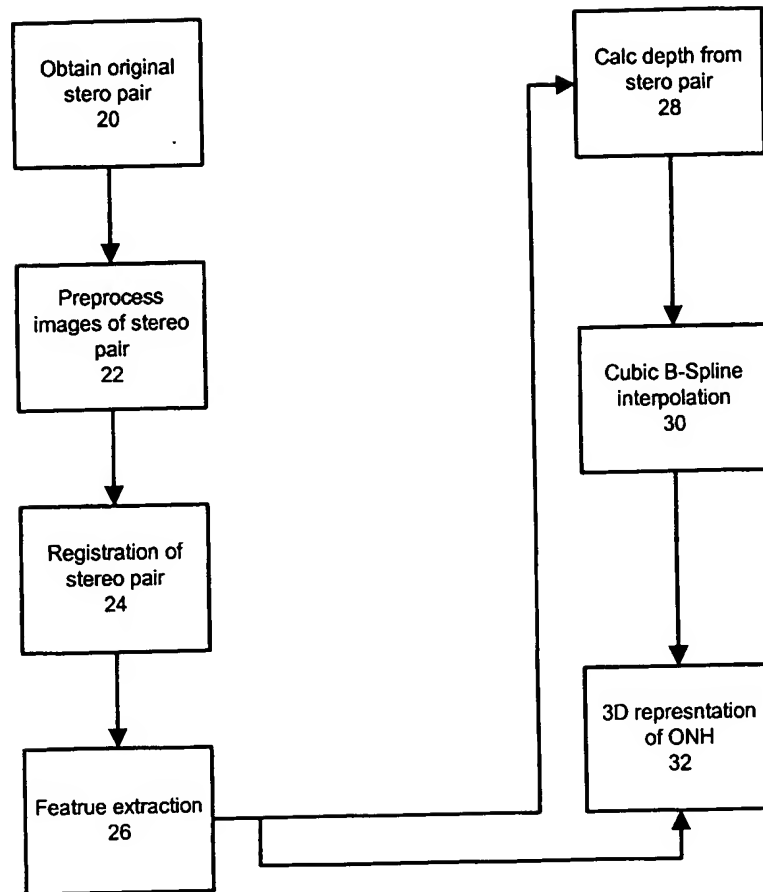 Obtain original
stero pair
20
Preprocess
images of stereo
pair
22
Registration of
stereo pair
24
Featrue extraction
26
Calc depth from
stero pair
28
Cubic B-Spline
interpolation
30
3D represntation
of ONH
32